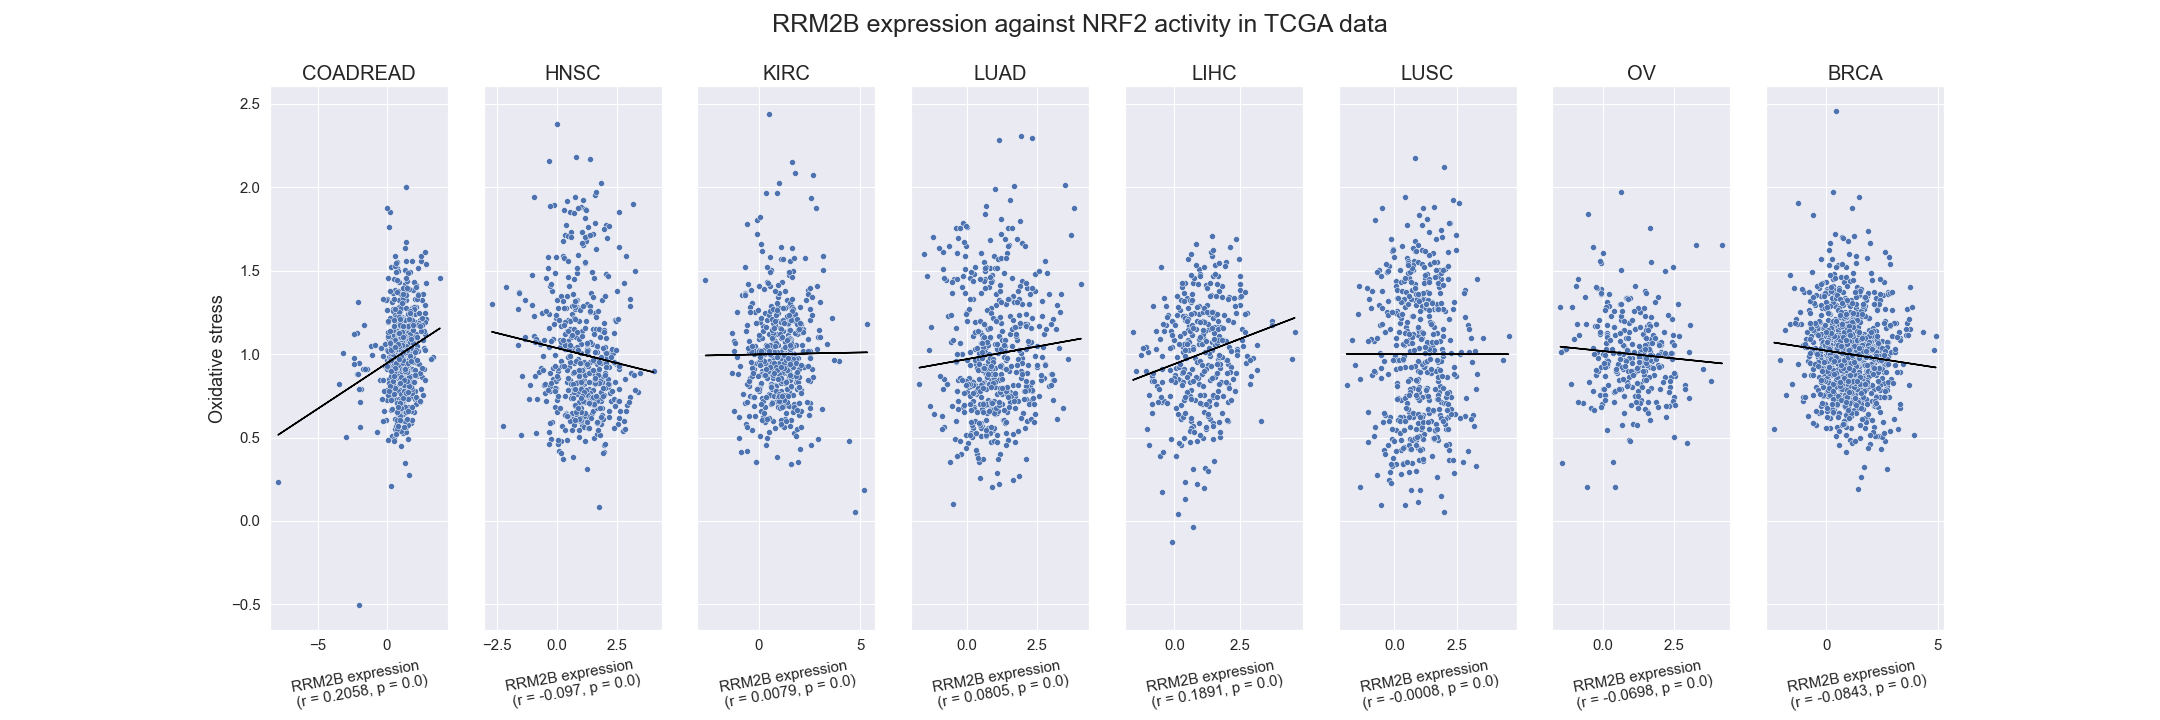 RRM2B expression against NRF2 activity in TCGA data
COADREAD
HNSC
KIRC
LUAD
LIHC
LUSC
OV
BRCA
Oxidative stress
2.5
2.0
1.5
1.0
0.5
0.0
−0.5
−5 0
−2.5 0.0 2.5
0 5
0.0 2.5
0.0 2.5
0.0 2.5
0.0 2.5
0 5
RRM2B expression
(r = 0.2058, p = 0.0)
RRM2B expression
(r = -0.097, p = 0.0)
RRM2B expression
(r = 0.0079, p = 0.0)
RRM2B expression
(r = 0.0805, p = 0.0)
RRM2B expression
(r = 0.1891, p = 0.0)
RRM2B expression
(r = -0.0008, p = 0.0)
RRM2B expression
(r = -0.0698, p = 0.0)
RRM2B expression
(r = -0.0843, p = 0.0)